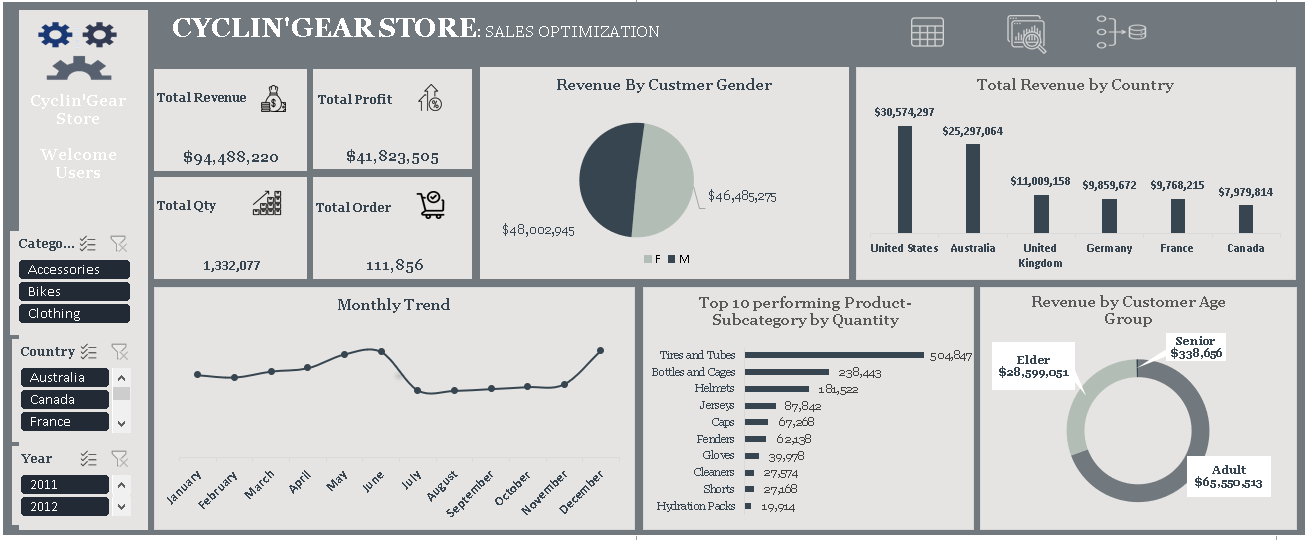 CYCLIN'GEAR STORE: SALES OPTIMIZATION
Cyclin'Gear
Store
Welcome
Users
Catego...
Accessories
Bikes
Clothing
Country
Australia
Canada
France
Year
2011
2012
Total Revenue
$94,488,220
Total Profit
$41,823,505
Total Qty
1,332,077
Total Order
111,856
Revenue By Custmer Gender
$46,485,275
$48,002,945
F M
Total Revenue by Country
$30,574,297
$25,297,064
$11,009,158
$9,859,672
$9,768,215
$7,979,814
United States
Australia
United
Kingdom
Germany
France
Canada
Monthly Trend
January
February
March
April
May
June
July
August
September
October
November
December
Top 10 performing Product-
Subcategory by Quantity
Tires and Tubes 504,847
Bottles and Cages 238,443
Helmets 181,522
Jerseys 87,842
Caps 67,268
Fenders 62,138
Gloves 39,978
Cleaners 27,574
Shorts 27,168
Hydration Packs 19,914
Revenue by Customer Age
Group
Senior
$338,656
Elder
$28,599,051
Adult
$65,550,513